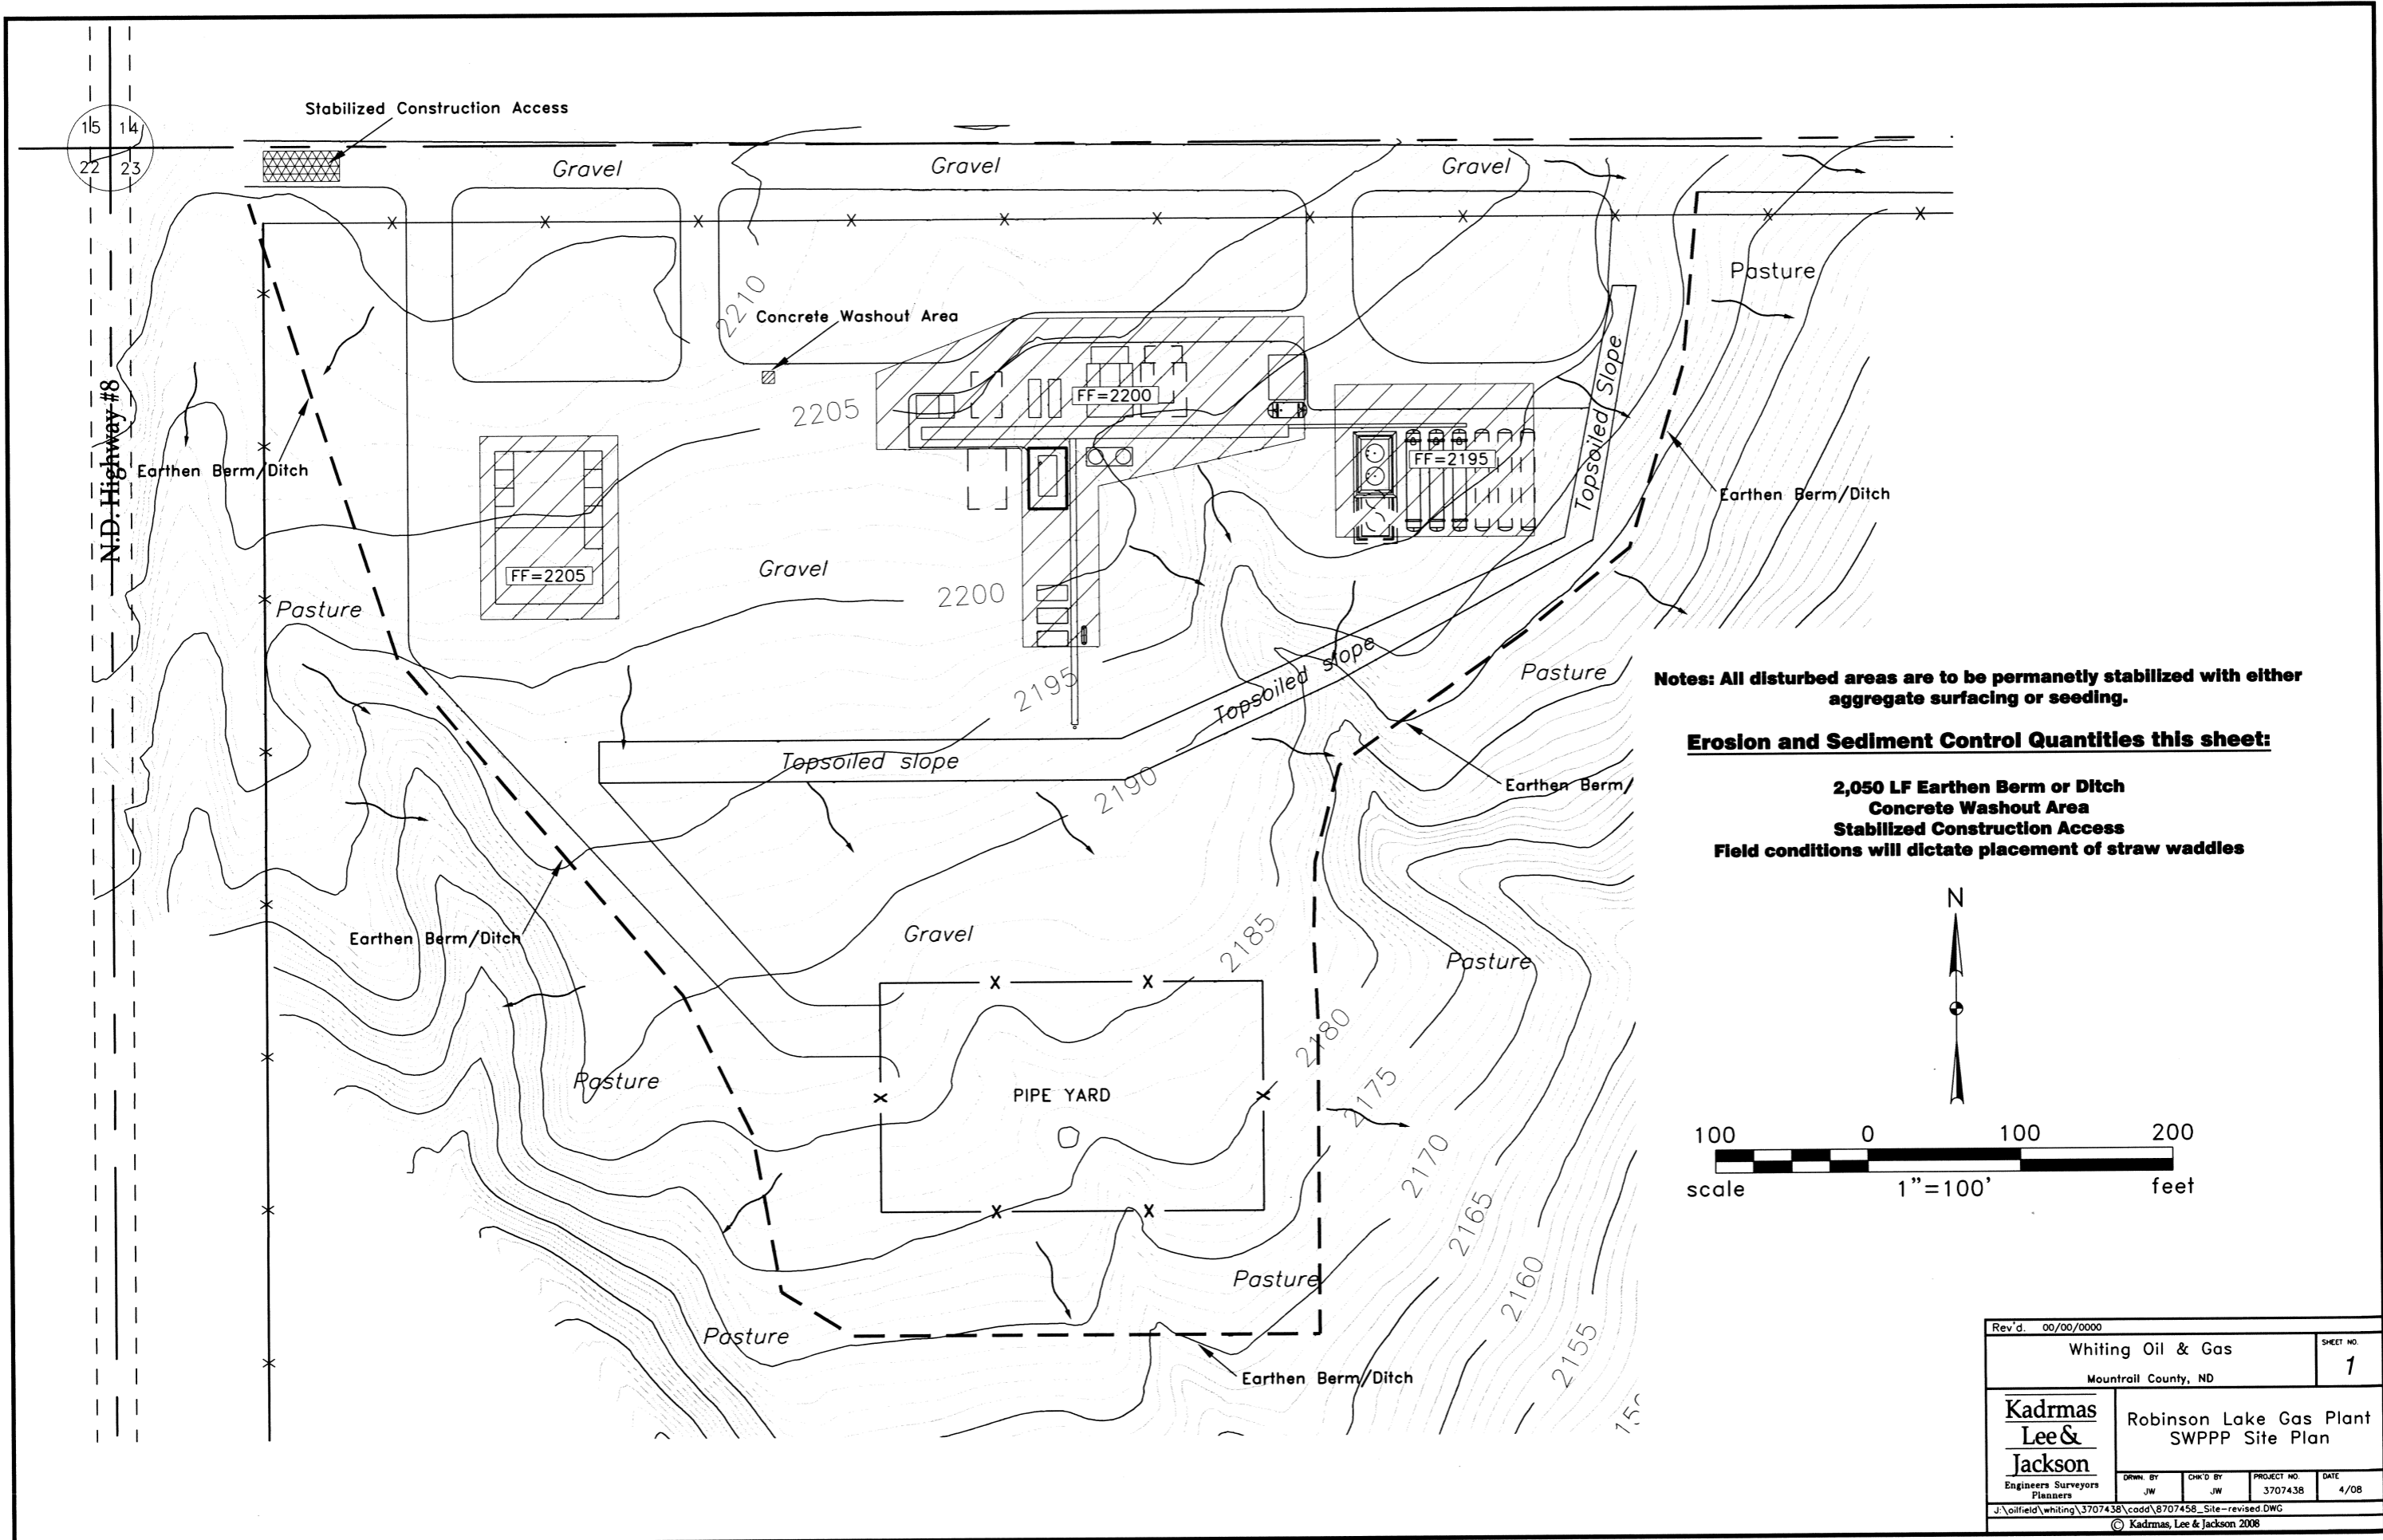 Stabilized Construction Access
15 14
22 23
Gravel
Gravel
Gravel
Pasture
2210
Concrete Washout Area
N.D. Highway #8
2205
FF=2200
Topsoiled Slope
Earthen Berm/Ditch
FF=2195
Earthen Berm/Ditch
FF=2205
Gravel
2200
Pasture
Topsoiled slope
Pasture
2195
Topsoiled slope
2190
Earthen Berm/
Notes: All disturbed areas are to be permanetly stabilized with either
aggregate surfacing or seeding.
Erosion and Sediment Control Quantities this sheet:
2,050 LF Earthen Berm or Ditch
Concrete Washout Area
Stabilized Construction Access
Field conditions will dictate placement of straw waddles
N
Earthen Berm/Ditch
Gravel
2185
Pasture
2180
Pasture
PIPE YARD
2175
2170
2165
2160
2155
Pasture
Pasture
Earthen Berm/Ditch
100 0 100 200
scale 1"=100' feet
Rev'd. 00/00/0000
Whiting Oil & Gas
Mountrail County, ND
SHEET NO.
1
Kadrmas
Lee &
Jackson
Engineers Surveyors
Planners
Robinson Lake Gas Plant
SWPPP Site Plan
DRWN. BY
JW
CHK'D BY
JW
PROJECT NO.
3707438
DATE
4/08
J:\oilfield\whiting\3707438\cadd\8707458_Site-revised.DWG
© Kadrmas, Lee & Jackson 2008